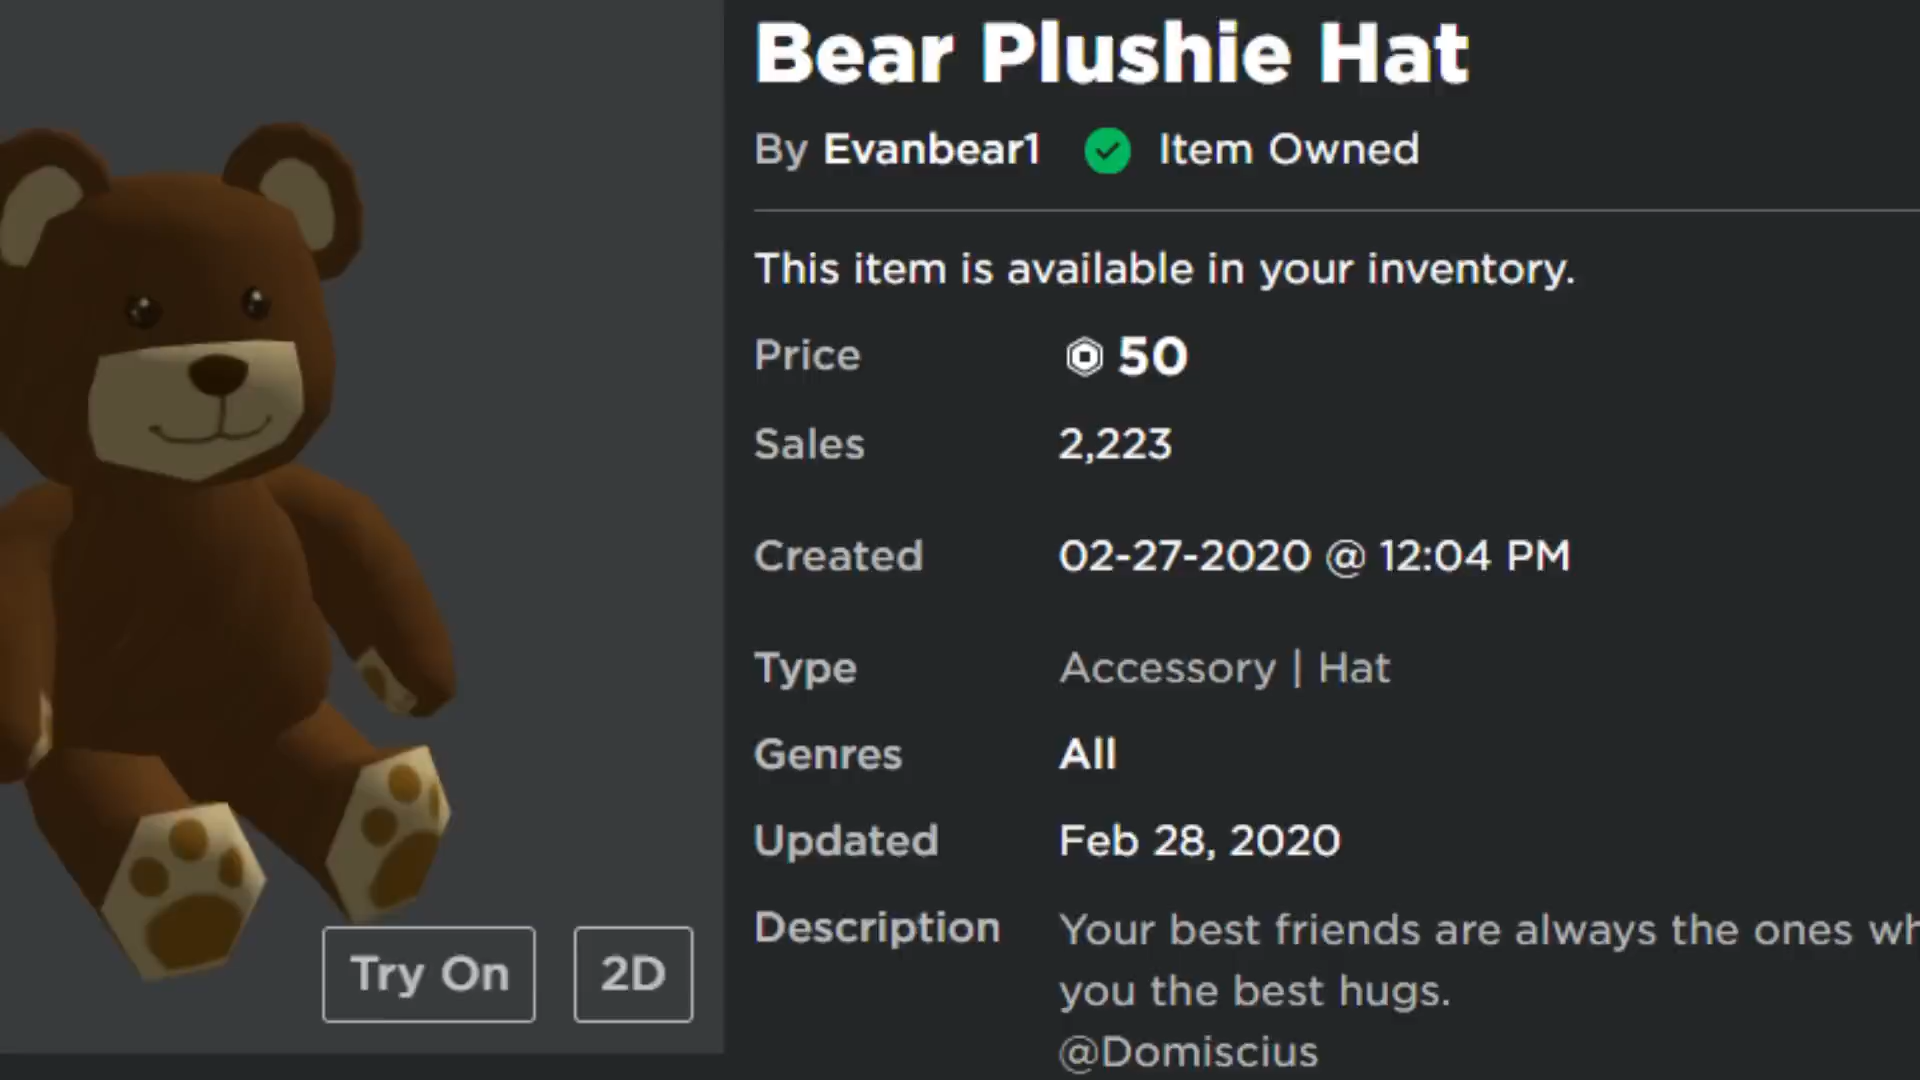 Bear Plushie Hat
By Evanbear1 Item Owned
This item is available in your inventory.
Price 50
Sales 2,223
Created 02-27-2020 @ 12:04 PM
Type Accessory | Hat
Genres All
Updated Feb 28, 2020
Description Your best friends are always the ones
you the best hugs.
@Domiscius
Try On 2D